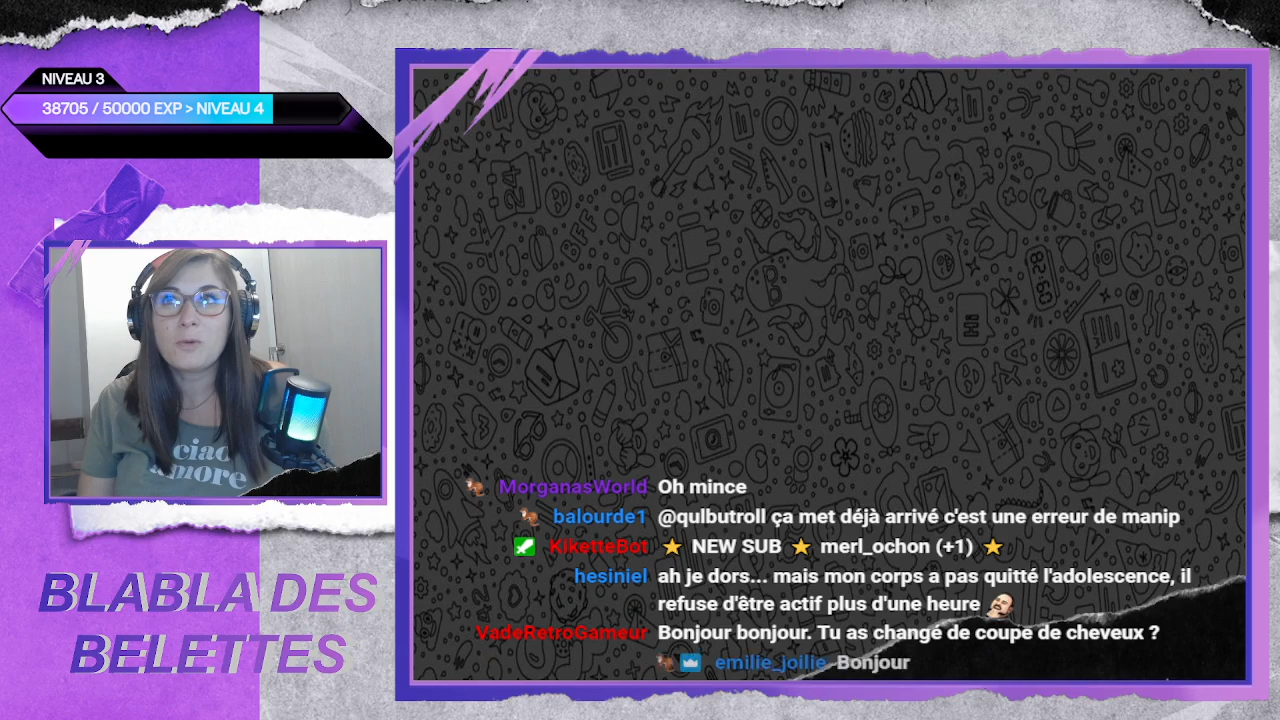 NIVEAU 3
38705 / 50000 EXP > NIVEAU 4
ciao
amore
BLABLA DES
BELETTES
MorganasWorld Oh mince
balourde1 @qulbutroll ça met déjà arrivé c'est une erreur de manip
KiketteBot ⭐ NEW SUB ⭐ merl_ochon (+1) ⭐
hesiniel ah je dors... mais mon corps a pas quitté l'adolescence, il
refuse d'être actif plus d'une heure
VadeRetroGameur Bonjour bonjour. Tu as changé de coupe de cheveux ?
emilie_joilie Bonjour